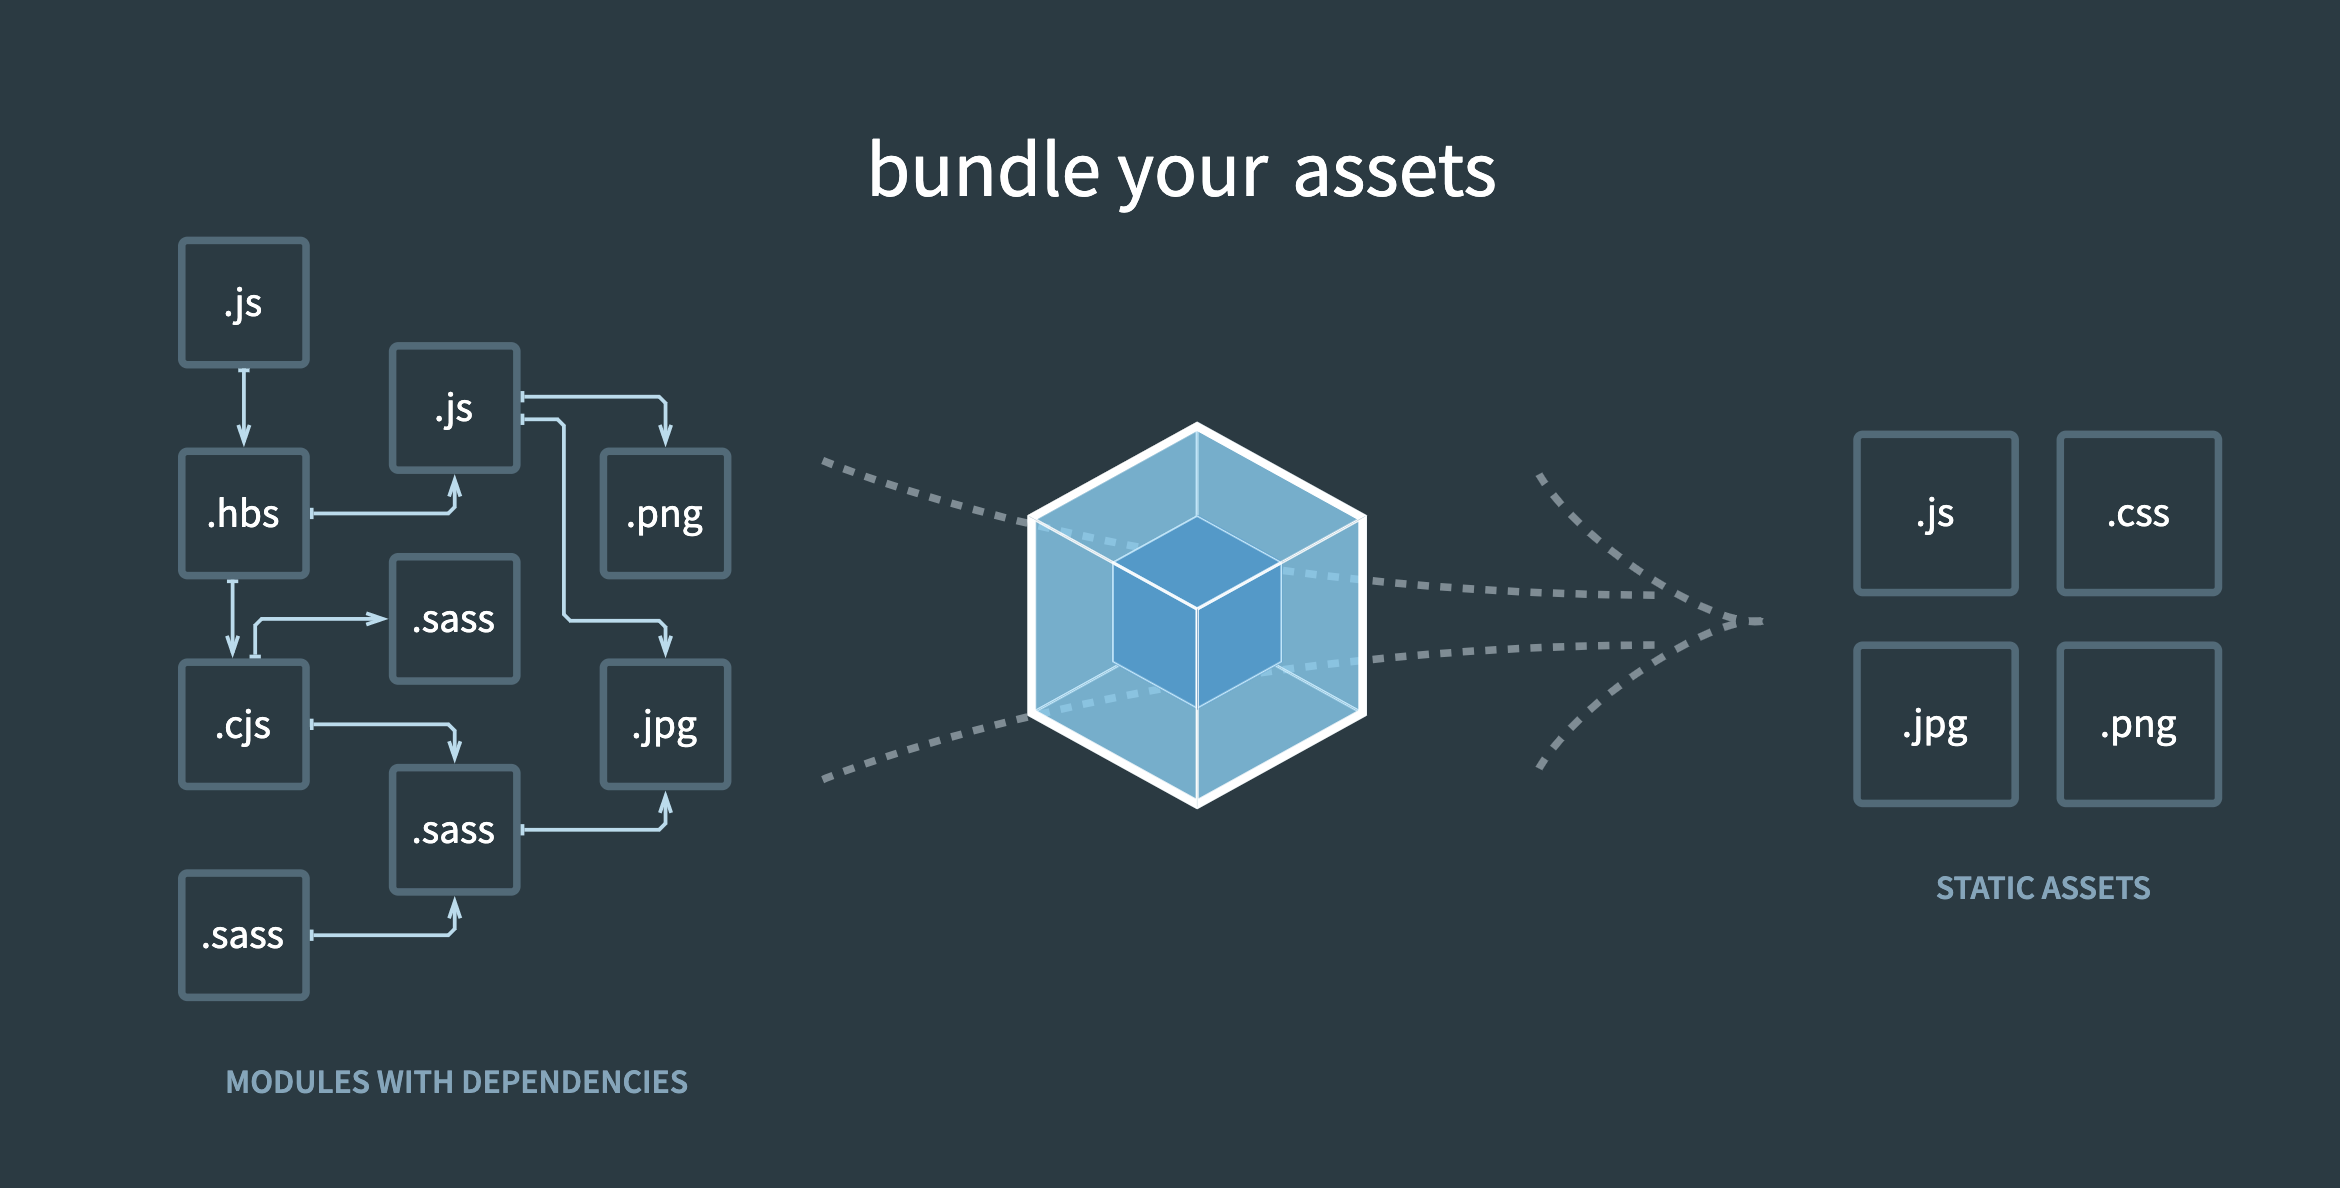 bundle your assets
.js
.js
.hbs
.png
.sass
.cjs
.jpg
.sass
.sass
MODULES WITH DEPENDENCIES
.js
.css
.jpg
.png
STATIC ASSETS